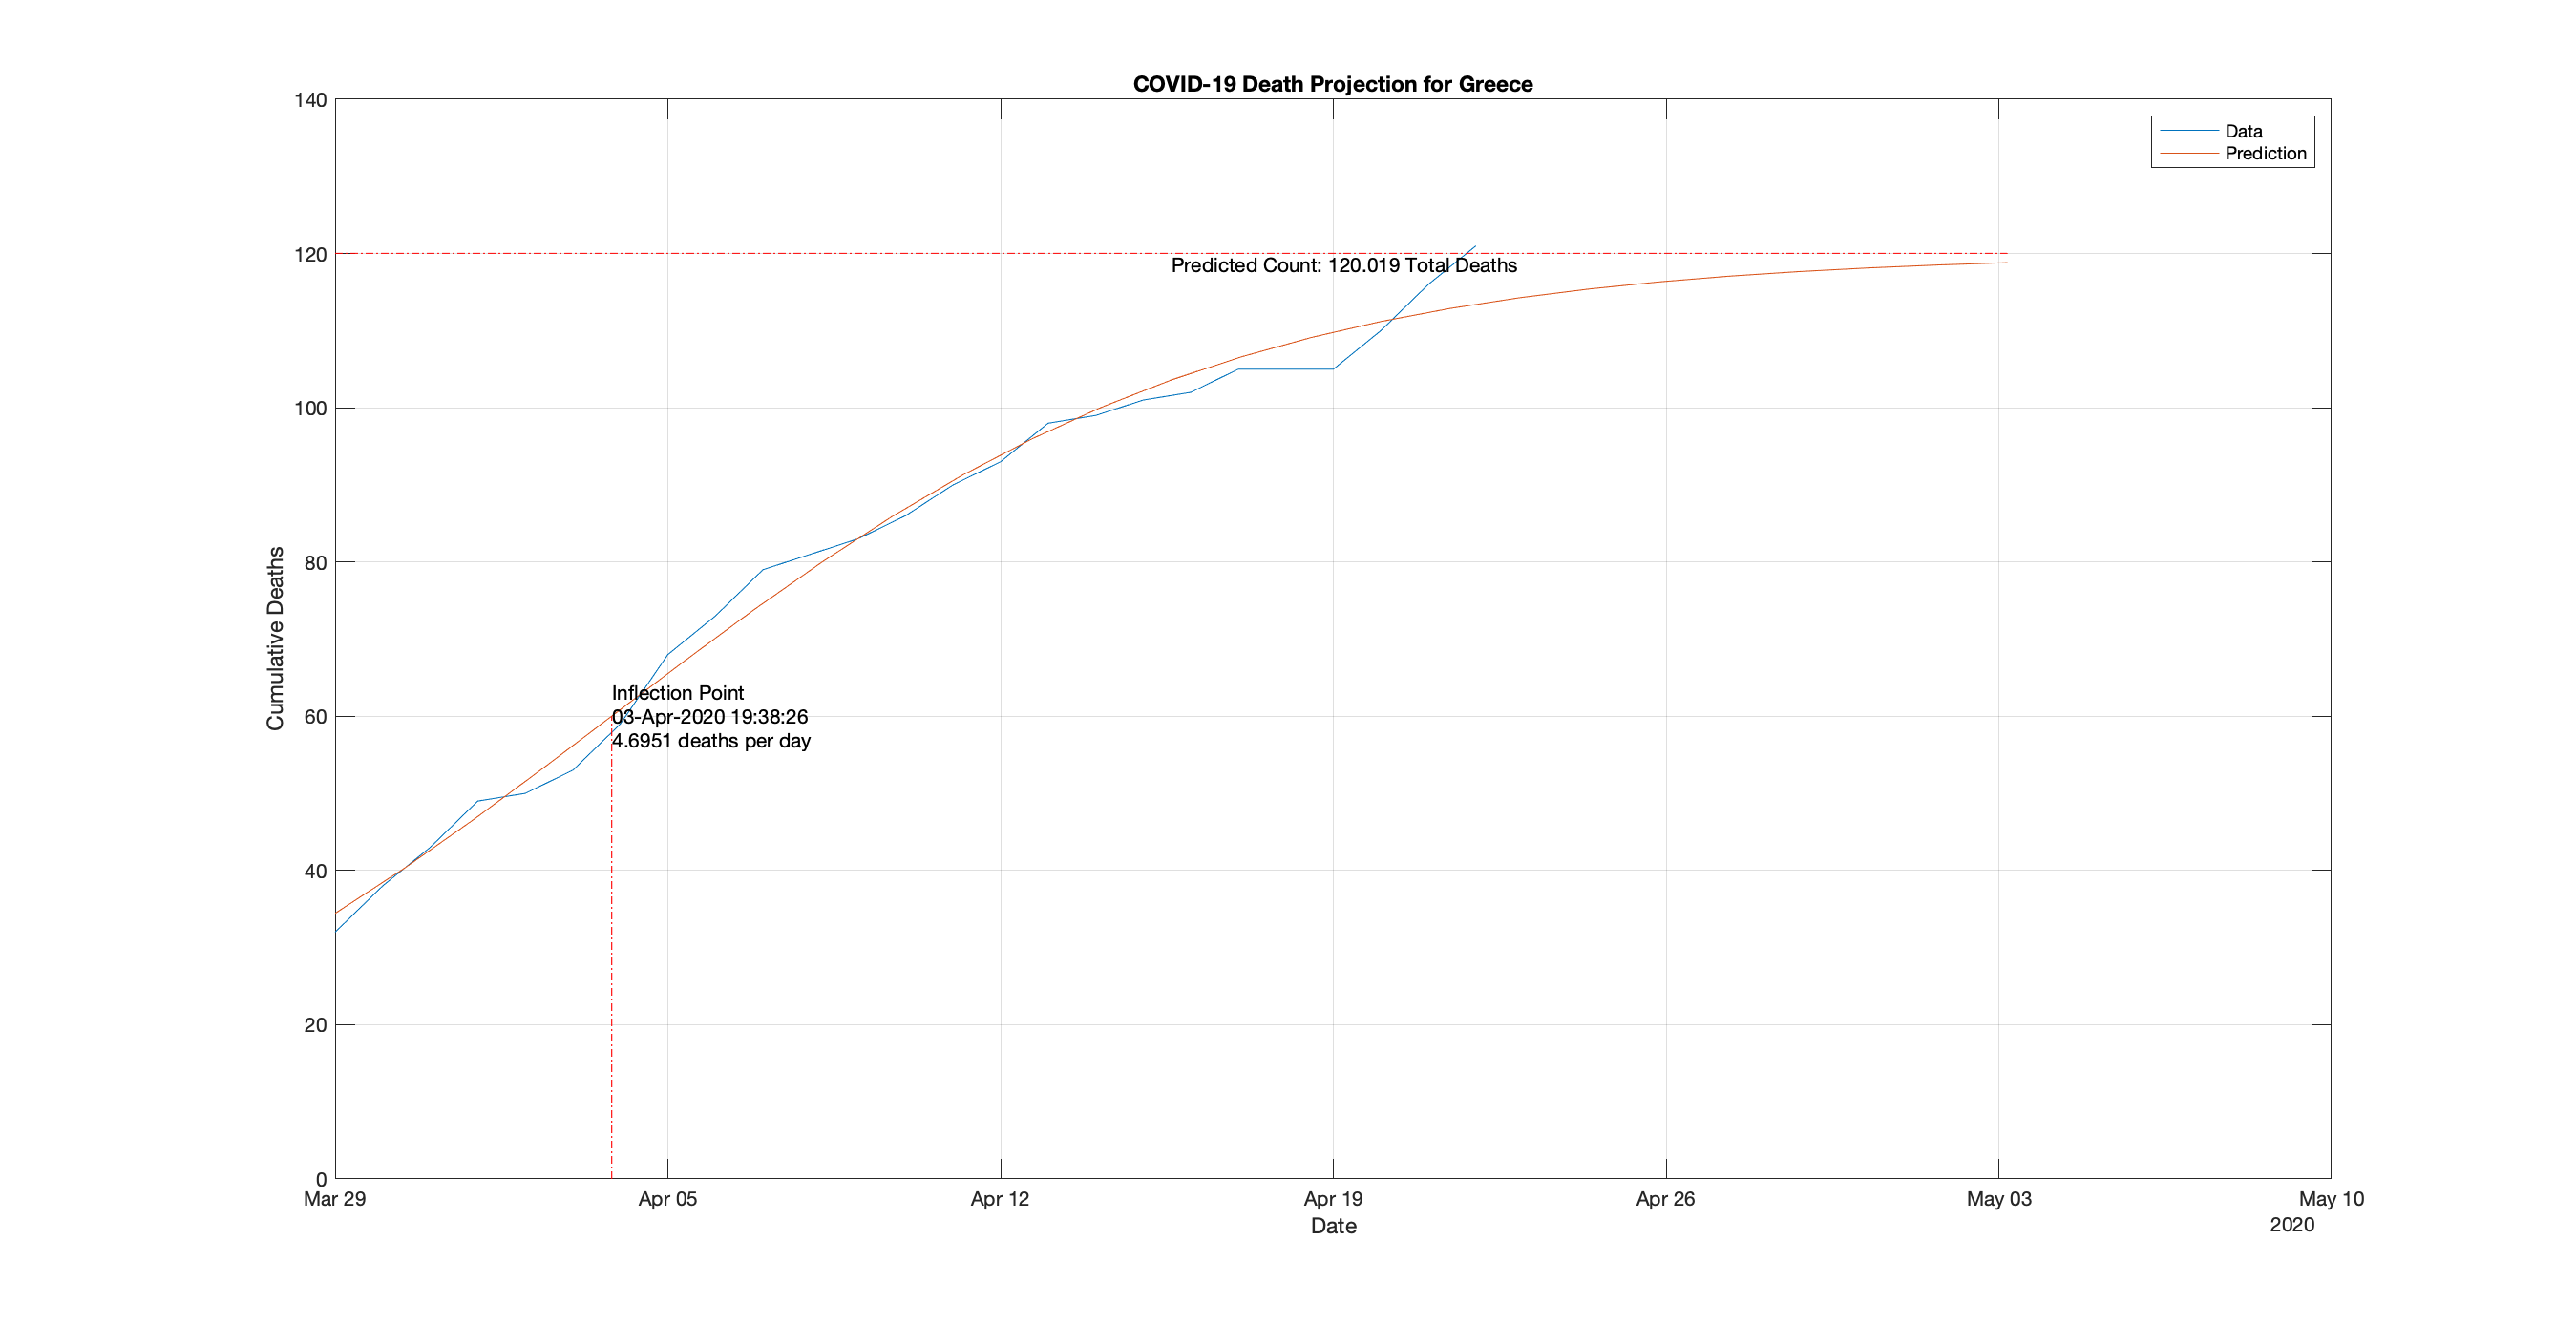 COVID-19 Death Projection for Greece
140
120
100
80
60
40
20
0
Cumulative Deaths
Data
Prediction
Predicted Count: 120.019 Total Deaths
Inflection Point
03-Apr-2020 19:38:26
4.6951 deaths per day
Mar 29 Apr 05 Apr 12 Apr 19 Apr 26 May 03 May 10
Date
2020